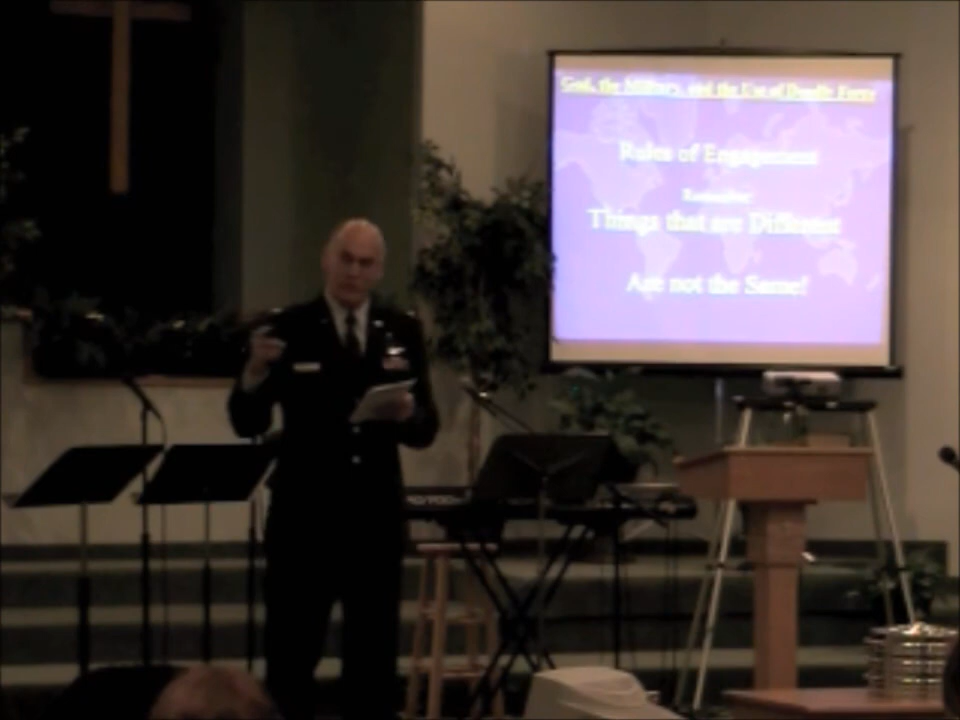 God, the Military, and the Use of Deadly Force
Rules of Engagement
Remember:
Things that are Different
Are not the Same!